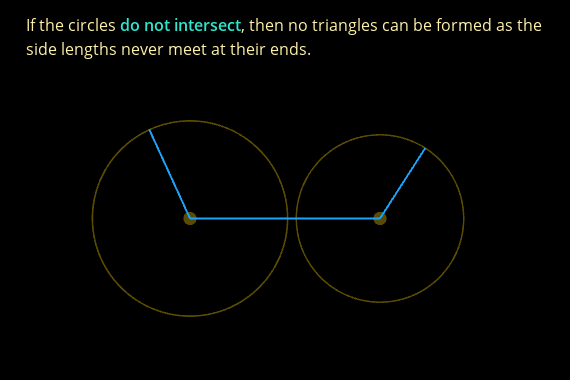 If the circles do not intersect, then no triangles can be formed as the
side lengths never meet at their ends.